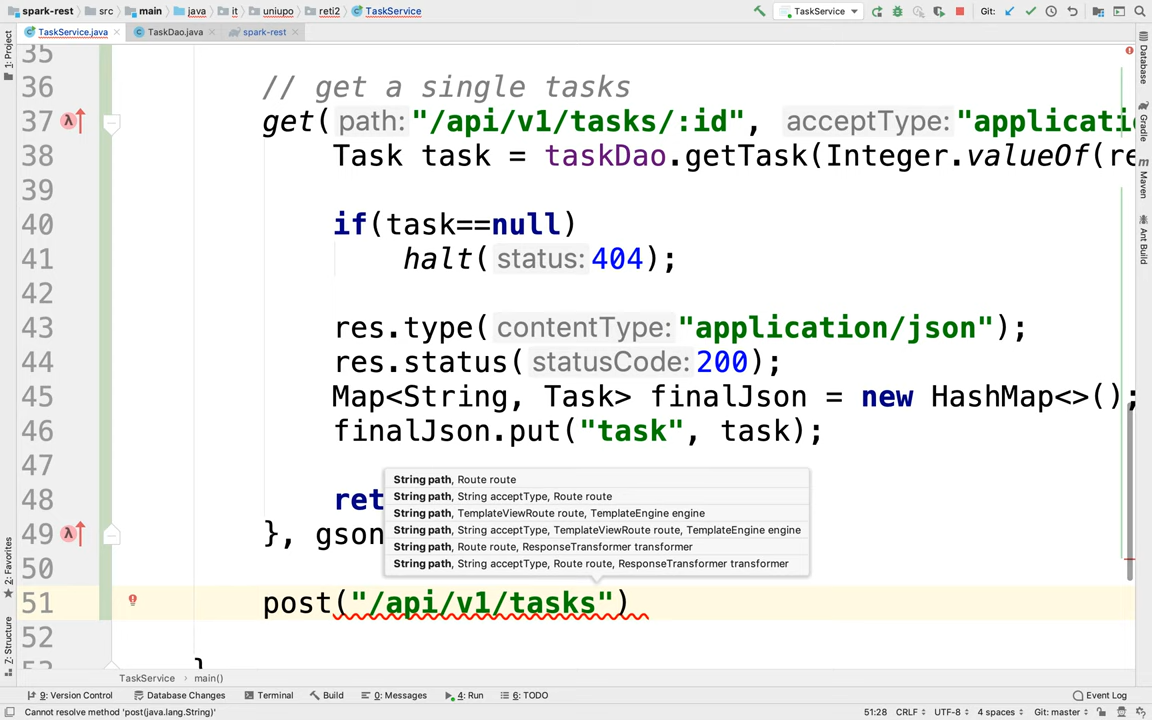 spark-rest src main java it uniupo reti2 TaskService TaskService Git:
TaskService.java TaskDao.java spark-rest
1: Project
Database
Gradle
Maven
Ant Build
2: Favorites
Z: Structure
35
36 // get a single tasks
37 get( path: "/api/v1/tasks/:id", acceptType: "applicati
38 Task task = taskDao.getTask(Integer.valueOf(re
39
40 if(task==null)
41 halt( status: 404);
42
43 res.type( contentType: "application/json");
44 res.status( statusCode: 200);
45 Map<String, Task> finalJson = new HashMap<>();
46 finalJson.put("task", task);
47
String path, Route route
String path, String acceptType, Route route
String path, TemplateViewRoute route, TemplateEngine engine
String path, String acceptType, TemplateViewRoute route, TemplateEngine engine
String path, Route route, ResponseTransformer transformer
String path, String acceptType, Route route, ResponseTransformer transformer
48 ret
49 }, gson
50
51 post("/api/v1/tasks")
52
53 }
TaskService main()
9: Version Control Database Changes Terminal Build 0: Messages 4: Run 6: TODO Event Log
Cannot resolve method 'post(java.lang.String)' 51:28 CRLF UTF-8 4 spaces Git: master